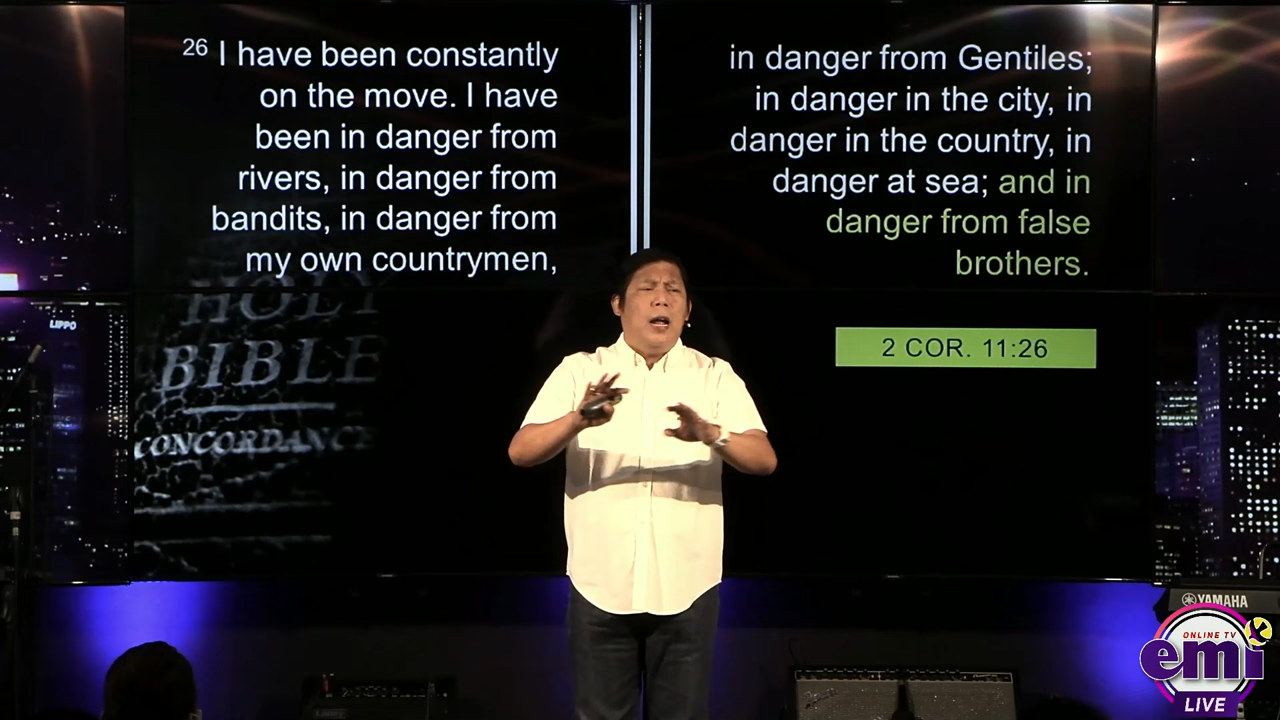 26 I have been constantly
on the move. I have
been in danger from
rivers, in danger from
bandits, in danger from
my own countrymen,
in danger from Gentiles;
in danger in the city, in
danger in the country, in
danger at sea; and in
danger from false
brothers.
2 COR. 11:26
HOLY
BIBLE
CONCORDANCE
LIPPO
YAMAHA
ONLINE TV
emi
LIVE